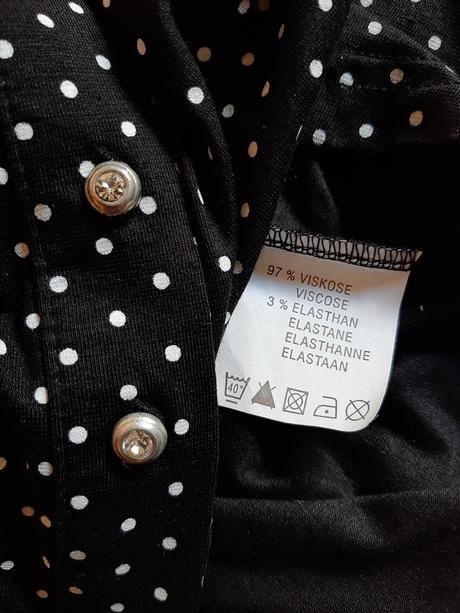 97 % VISKOSE
VISCOSE
3 % ELASTHAN
ELASTANE
ELASTHANNE
ELASTAAN
40°